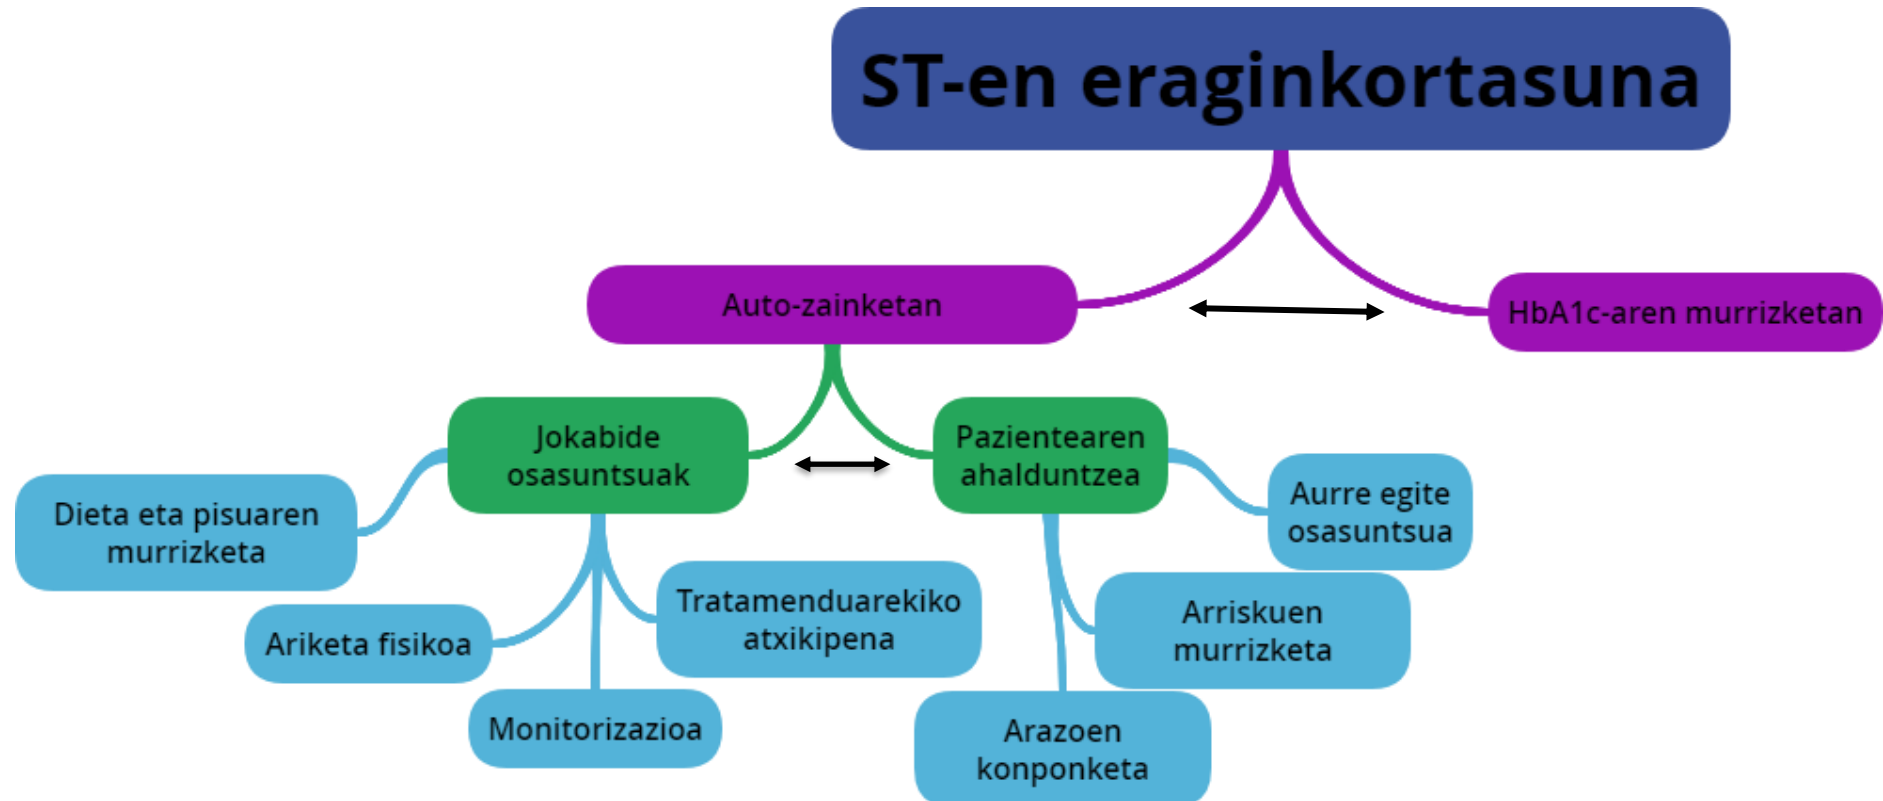 ST-en eraginkortasuna
Auto-zainketan
HbA1c-aren murrizketan
Jokabide
osasuntsuak
Pazientearen
ahalduntzea
Dieta eta pisuaren
murrizketa
Ariketa fisikoa
Monitorizazioa
Tratamenduarekiko
atxikipena
Aurre egite
osasuntsua
Arriskuen
murrizketa
Arazoen
konponketa